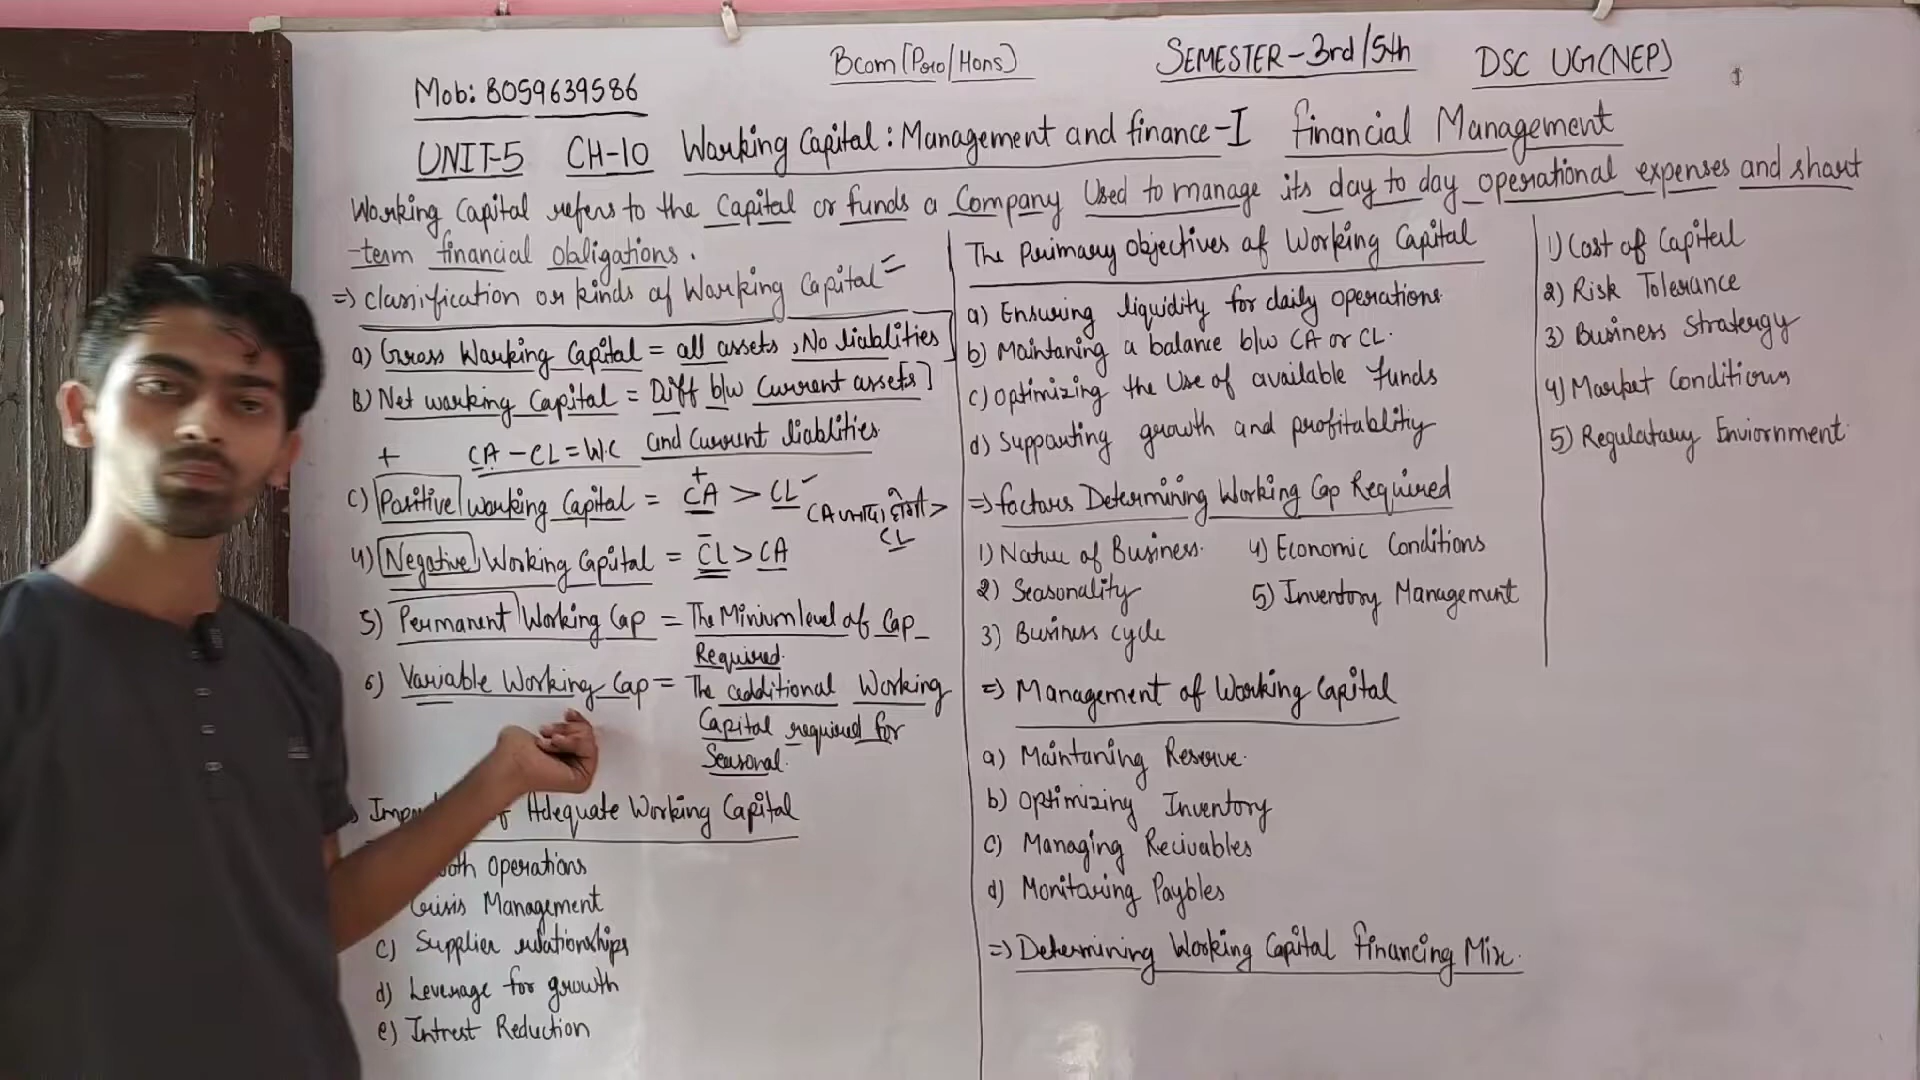 Bcom (Pro/Hons) SEMESTER-3rd/5th DSC UG(NEP)
Mob: 8059639586
UNIT-5 CH-10 Working Capital: Management and finance-I financial Management
Working Capital refers to the Capital or funds a Company Used to manage its day to day operational expenses and short
-term financial obligations.
=> Classification or kinds of Working Capital =
a) Gross Working Capital = all assets, No liablities
B) Net working Capital = Diff b/w Current assets
and Current liablities
+ CA - CL = W.C
c) Positive Working Capital = CA > CL
+
CA > CL
4) Negative Working Capital = CL > CA
5) Permanent Working Cap = The Minium level of Cap
Required.
6) Variable Working Cap = The additional Working
Capital required for
Seasonal.
of Adequate Working Capital
Operations
Crisis Management
c) Supplier relationships
d) Leverage for growth
e) Intrest Reduction
The Primary Objectives of Working Capital
a) Ensuring liquidity for daily operations.
b) Maintaning a balance b/w CA or CL.
c) Optimizing the Use of available funds
d) Supporting growth and profitablity
=> factors Determining Working Cap Required
1) Natue of Business. 4) Economic Conditions
2) Seasonality 5) Inventory Management
3) Business cycle
=> Management of Working Capital
a) Maintaning Reserve.
b) Optimizing Inventory
c) Managing Recivables
d) Monitoring Paybles
=> Determining Working Capital financing Mix.
1) Cost of Capital
2) Risk Tolerance
3) Business Stratergy
4) Market Conditions
5) Regulatary Enviornment.